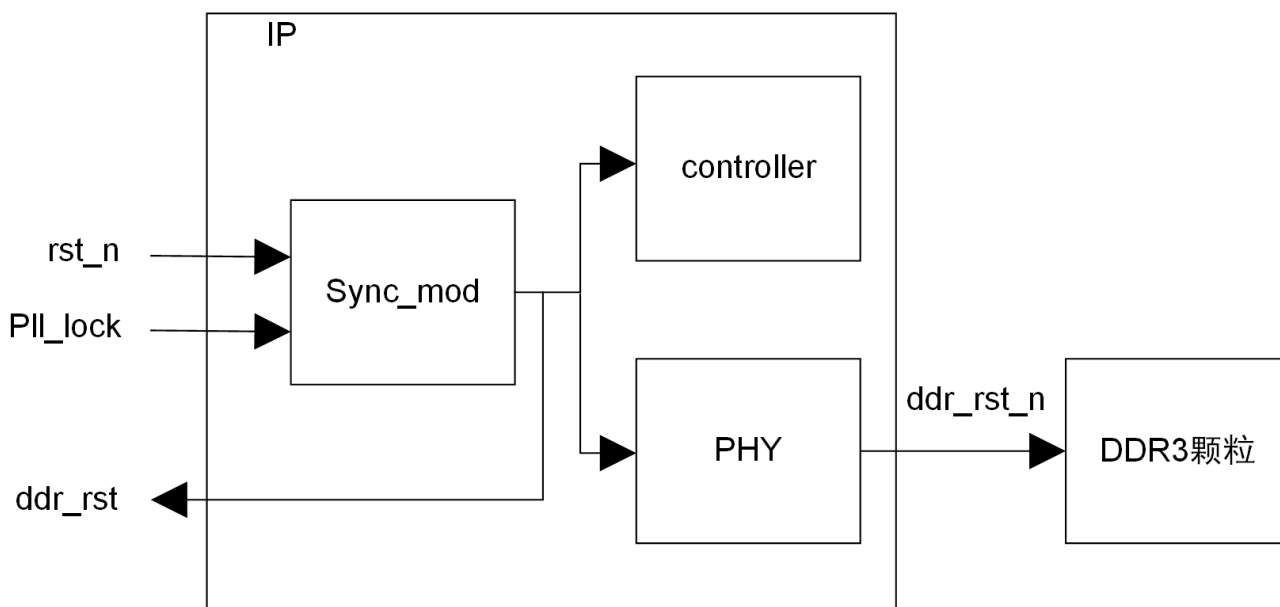 IP
controller
rst_n
Sync_mod
Pll_lock
ddr_rst_n
PHY
DDR3颗粒
ddr_rst